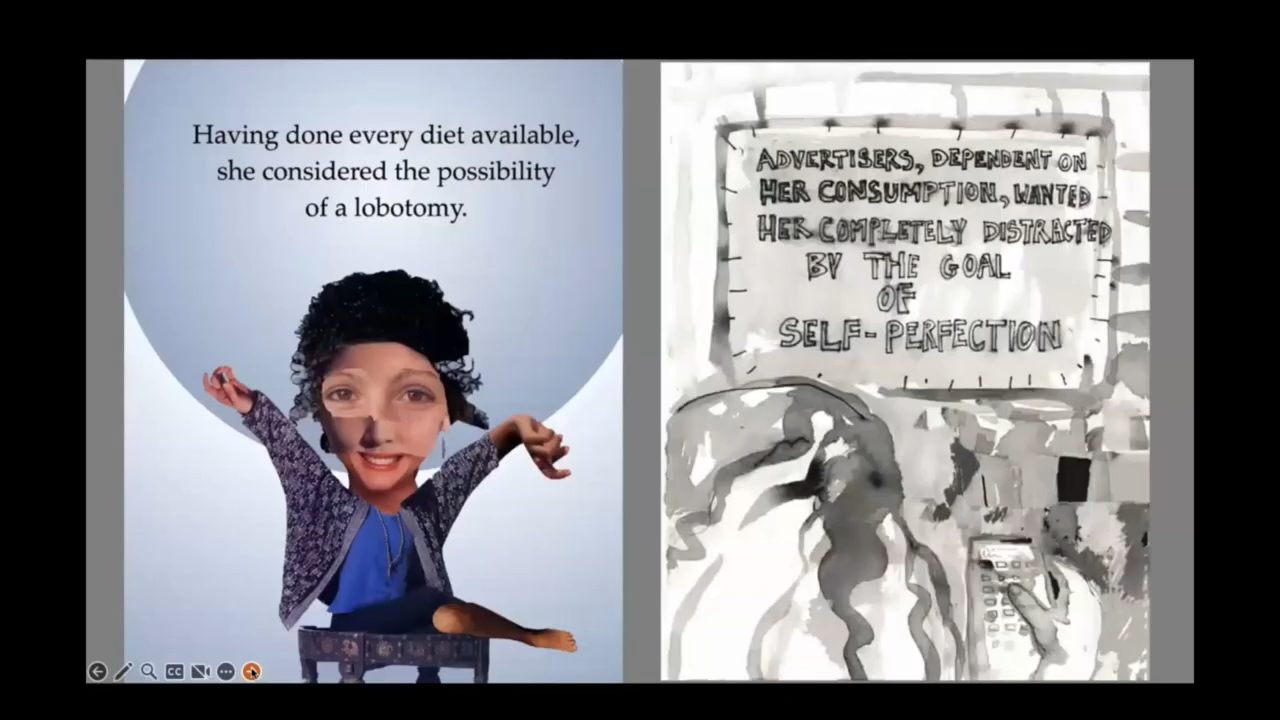 Having done every diet available,
she considered the possibility
of a lobotomy.
ADVERTISERS, DEPENDENT ON
HER CONSUMPTION, WANTED
HER COMPLETELY DISTRACTED
BY THE GOAL
OF
SELF-PERFECTION
CC